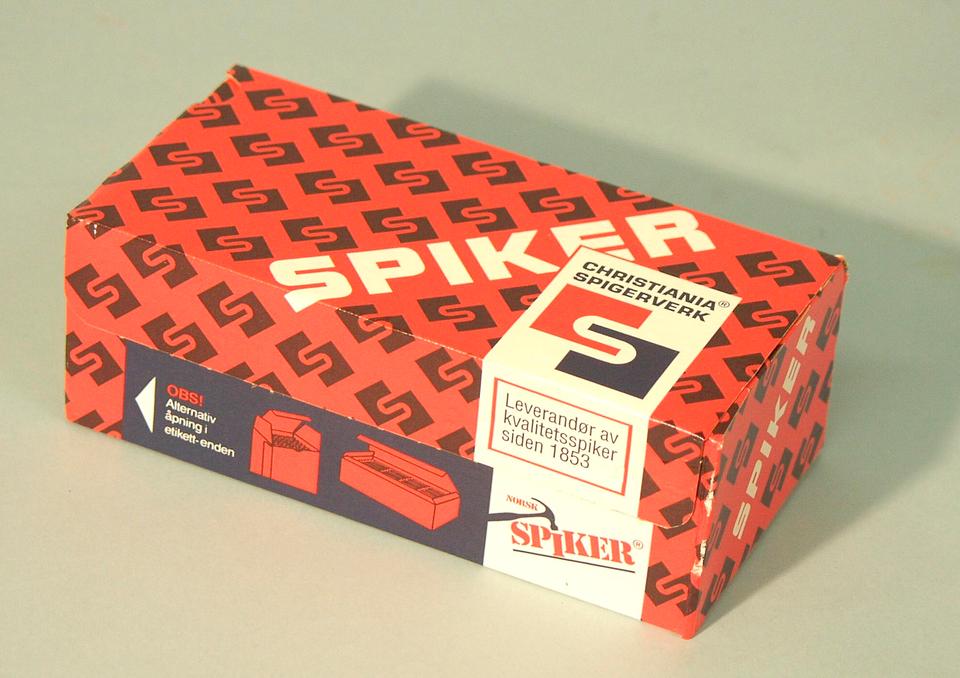 SPIKER
CHRISTIANIA®
SPIGERVERK
S
Leverandør av
kvalitetsspiker
siden 1853
OBS!
Alternativ
åpning i
etikett-enden
NORSK
SPIKER®
SPIKER